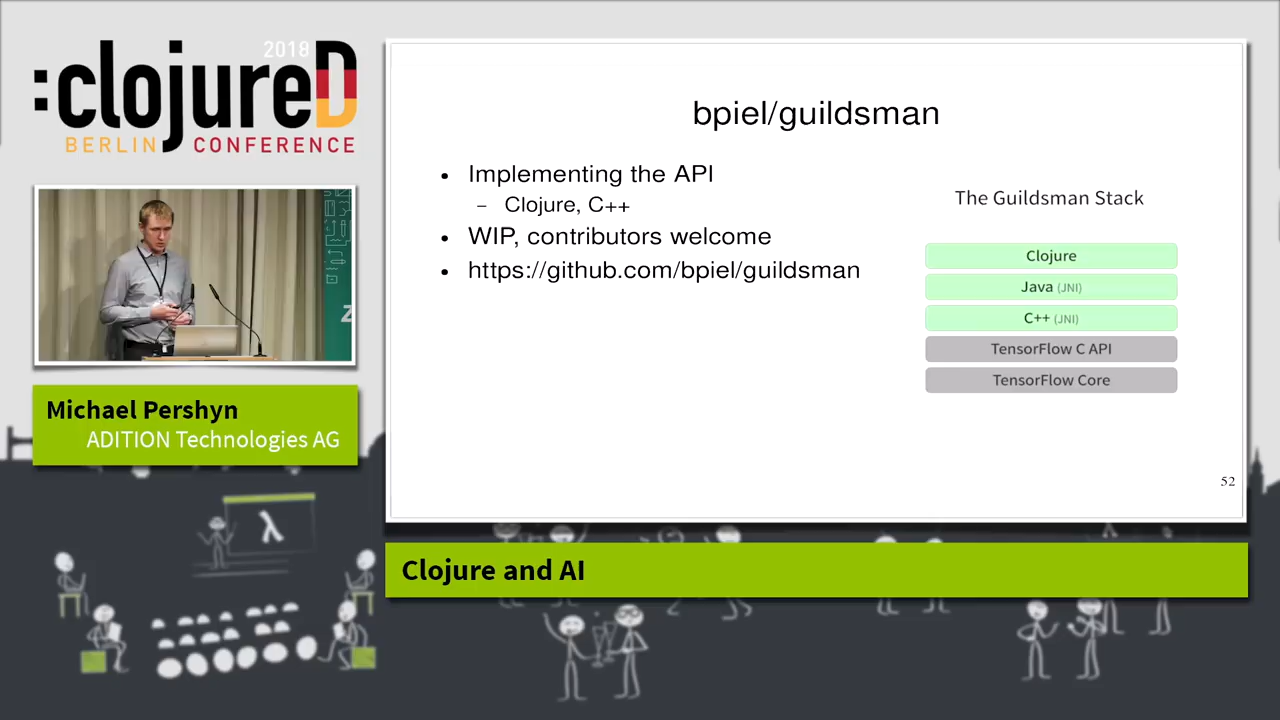 2018
:clojureD
BERLIN CONFERENCE
Michael Pershyn
ADITION Technologies AG
bpiel/guildsman
• Implementing the API
– Clojure, C++
• WIP, contributors welcome
• https://github.com/bpiel/guildsman
The Guildsman Stack
Clojure
Java (JNI)
C++ (JNI)
TensorFlow C API
TensorFlow Core
52
Clojure and AI
λ
Z